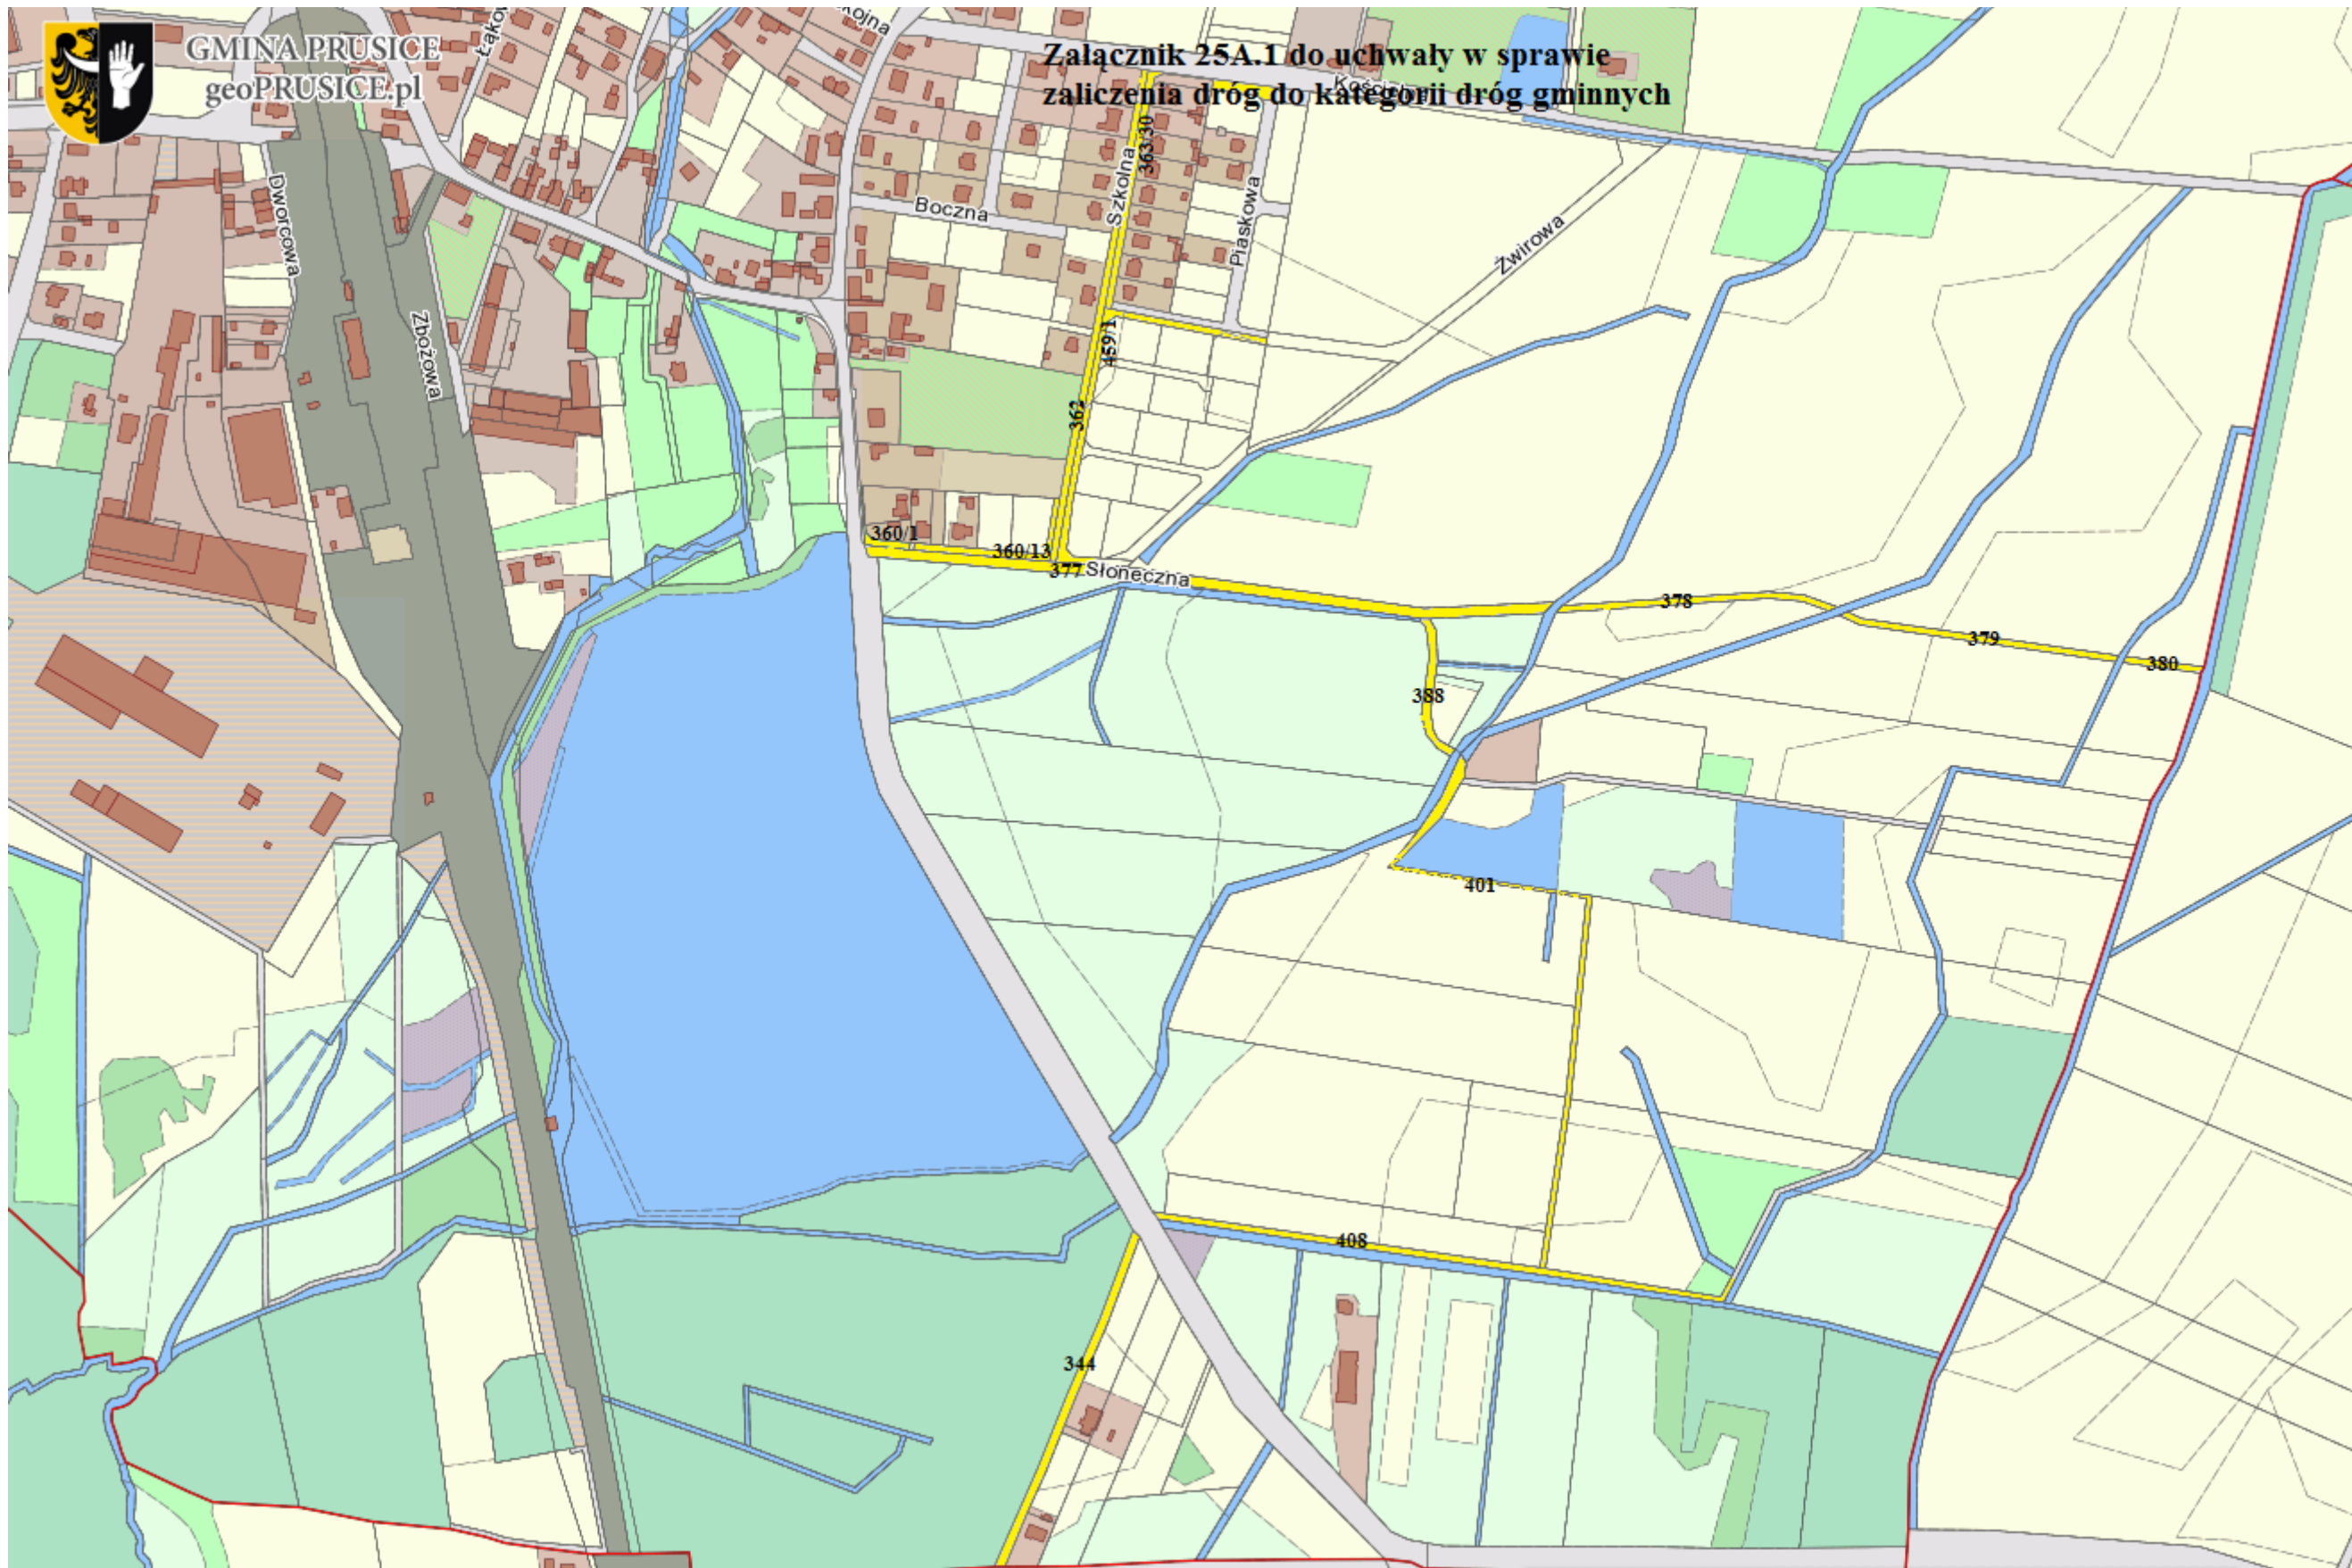 GMINA PRUSICE
geoPRUSICE.pl
Załącznik 25A.1 do uchwały w sprawie
zaliczenia dróg do kategorii dróg gminnych
Dworcowa
Zbożowa
Boczna
Szkolna
363/30
Piaskowa
Żwirowa
459/1
362
360/1
360/13
377
Słoneczna
378
379
380
388
401
408
344